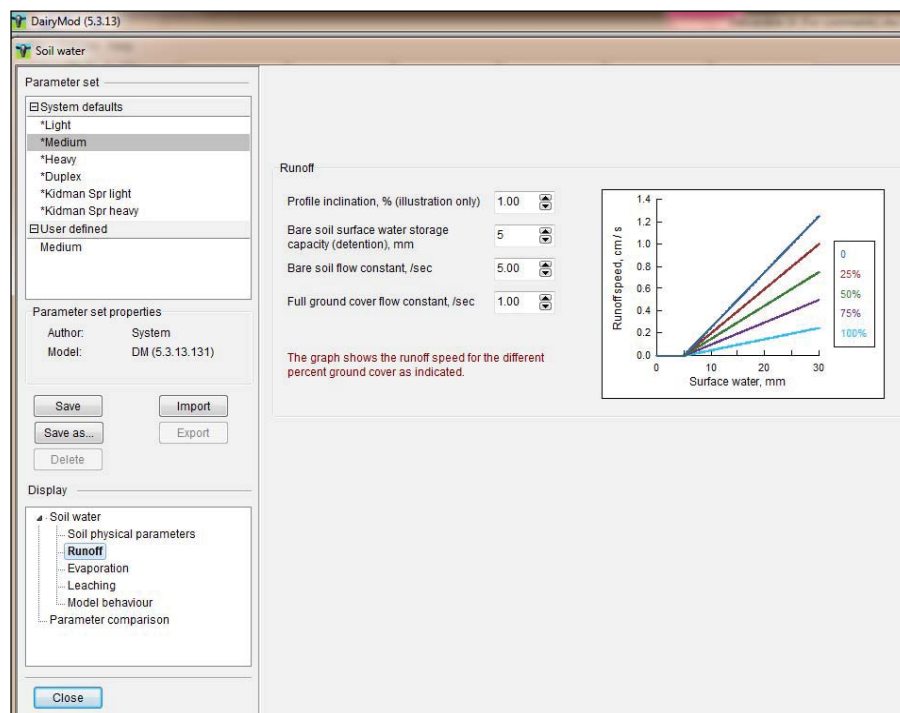 DairyMod (5.3.13)
Soil water
Parameter set
System defaults
*Light
*Medium
*Heavy
*Duplex
*Kidman Spr light
*Kidman Spr heavy
User defined
Medium
Parameter set properties
Author: System
Model: DM (5.3.13.131)
Save Import
Save as... Export
Delete
Display
Soil water
Soil physical parameters
Runoff
Evaporation
Leaching
Model behaviour
Parameter comparison
Close
Runoff
Profile inclination, % (illustration only) 1.00
Bare soil surface water storage
capacity (detention), mm 5
Bare soil flow constant, /sec 5.00
Full ground cover flow constant, /sec 1.00
The graph shows the runoff speed for the different
percent ground cover as indicated.
Runoff speed, cm / s
1.4
1.2
1.0
0.8
0.6
0.4
0.2
0.0
0 10 20 30
Surface water, mm
0
25%
50%
75%
100%